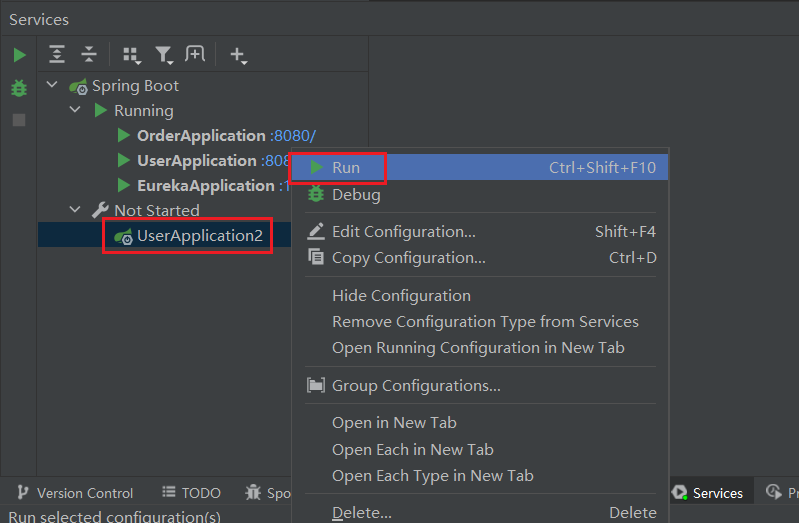 Services
Spring Boot
Running
OrderApplication :8080/
UserApplication :808
EurekaApplication :1
Not Started
UserApplication2
Run Ctrl+Shift+F10
Debug
Edit Configuration... Shift+F4
Copy Configuration... Ctrl+D
Hide Configuration
Remove Configuration Type from Services
Open Running Configuration in New Tab
Group Configurations...
Open in New Tab
Open Each in New Tab
Open Each Type in New Tab
Delete... Delete
Version Control TODO Spo Services Pr
Run selected configuration(s)